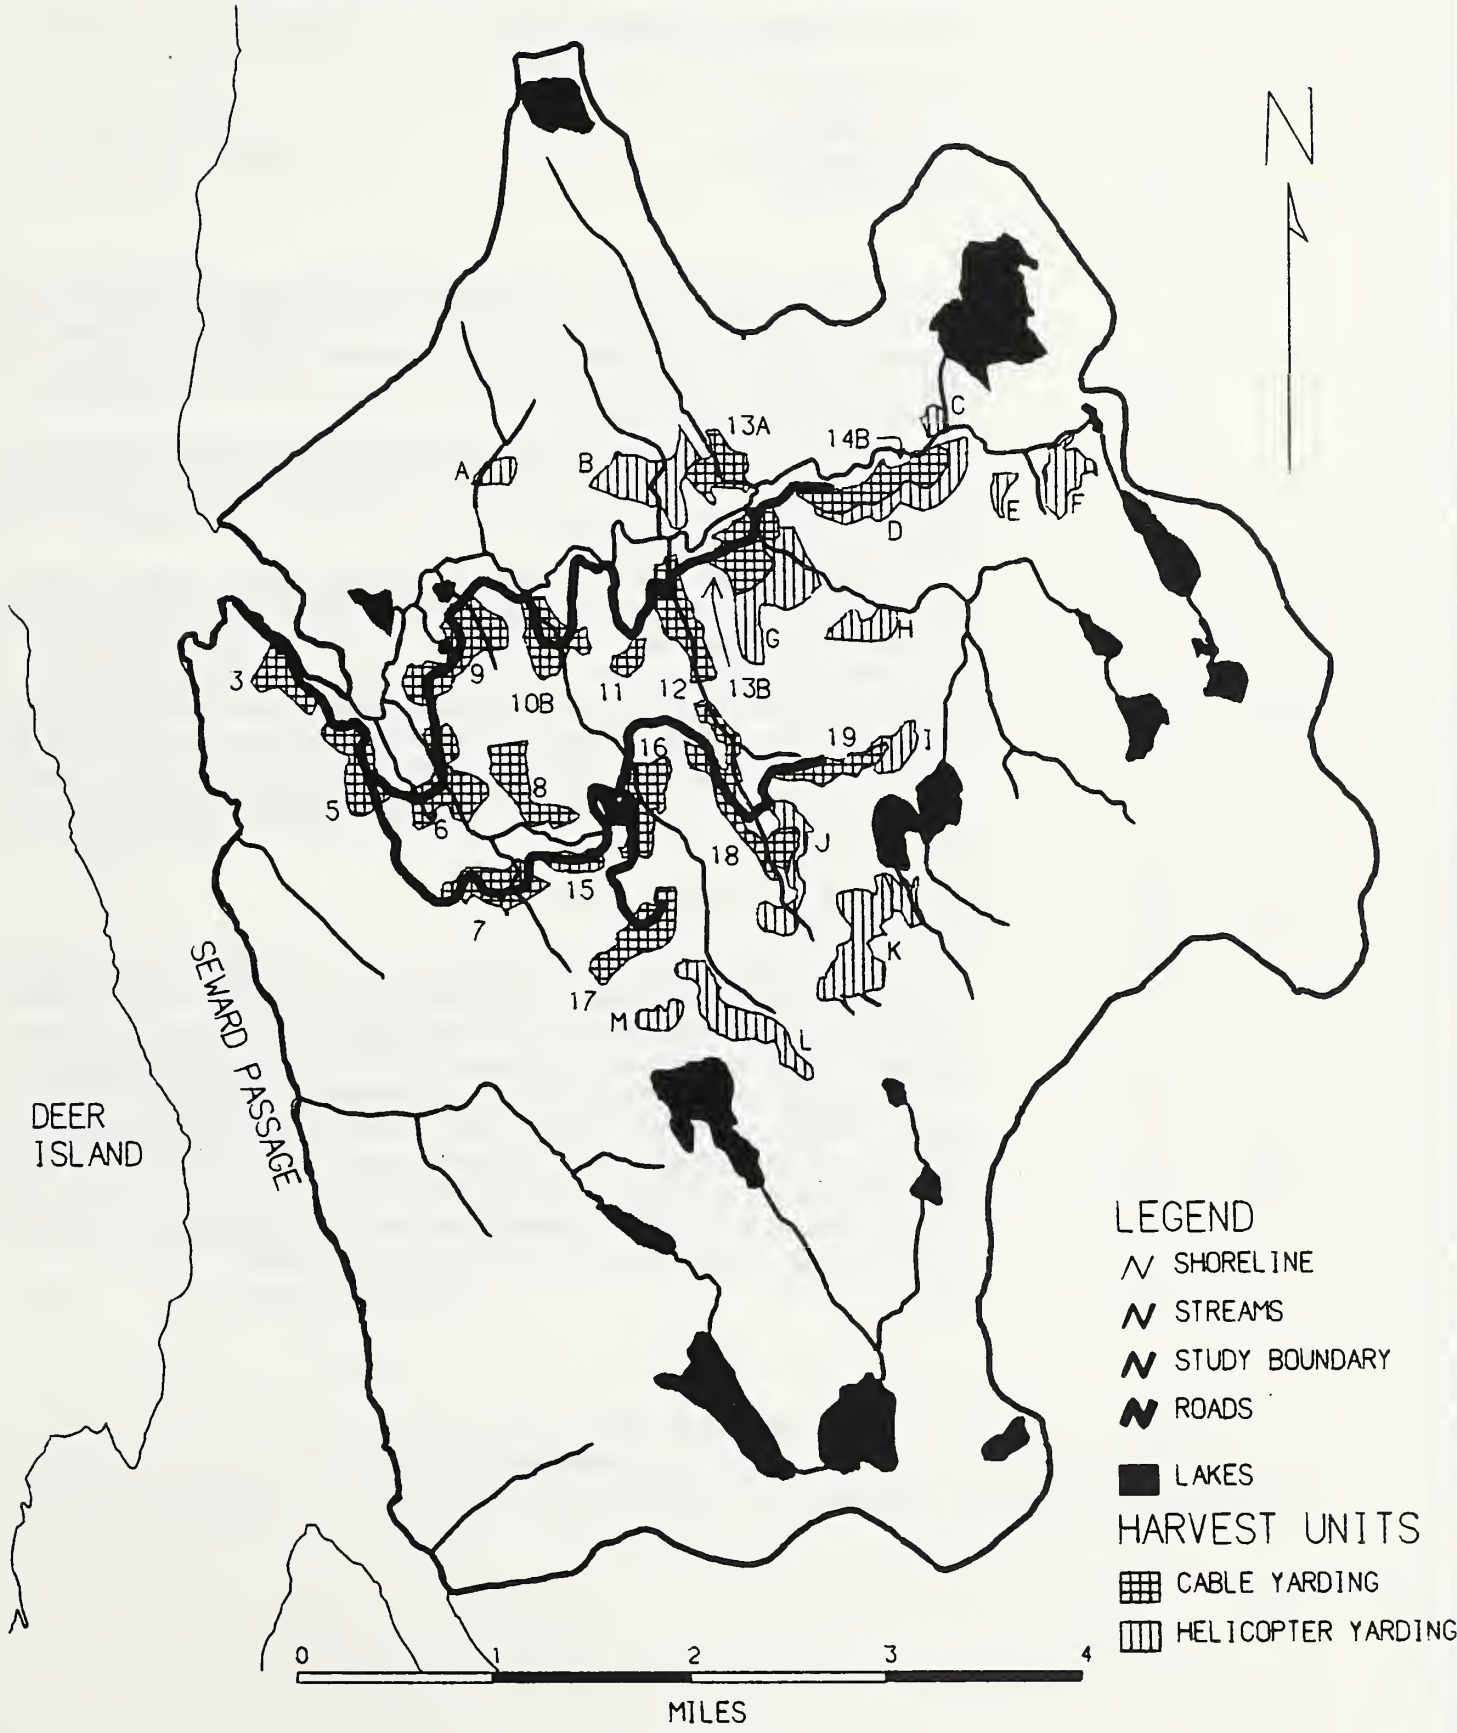 N
C
13A
14B
A
B
E
F
D
G
H
3
9
10B
11
12
13B
16
19
I
8
5
6
18
J
15
7
K
17
M
L
SEWARD PASSAGE
DEER
ISLAND
LEGEND
SHORELINE
STREAMS
STUDY BOUNDARY
ROADS
LAKES
HARVEST UNITS
CABLE YARDING
HELICOPTER YARDING
0 1 2 3 4
MILES